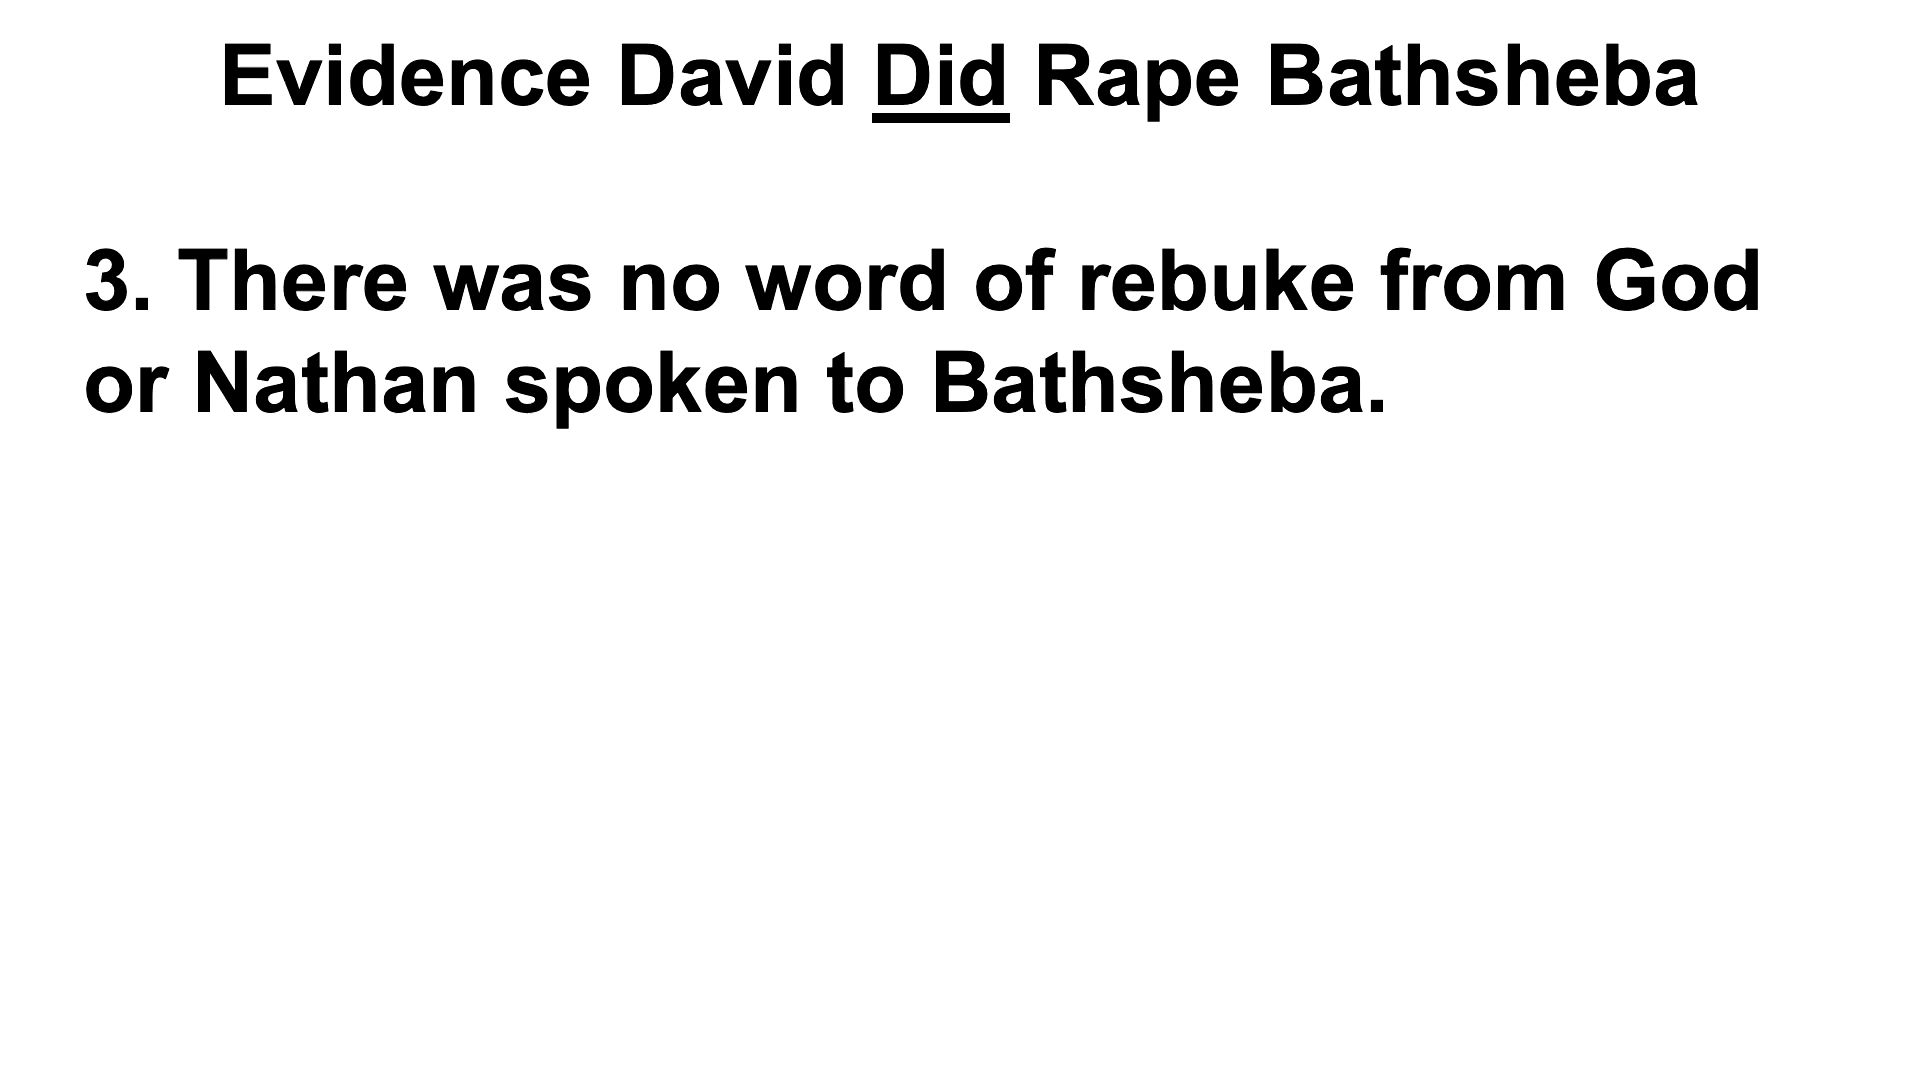 Evidence David Did Rape Bathsheba
3. There was no word of rebuke from God
or Nathan spoken to Bathsheba.